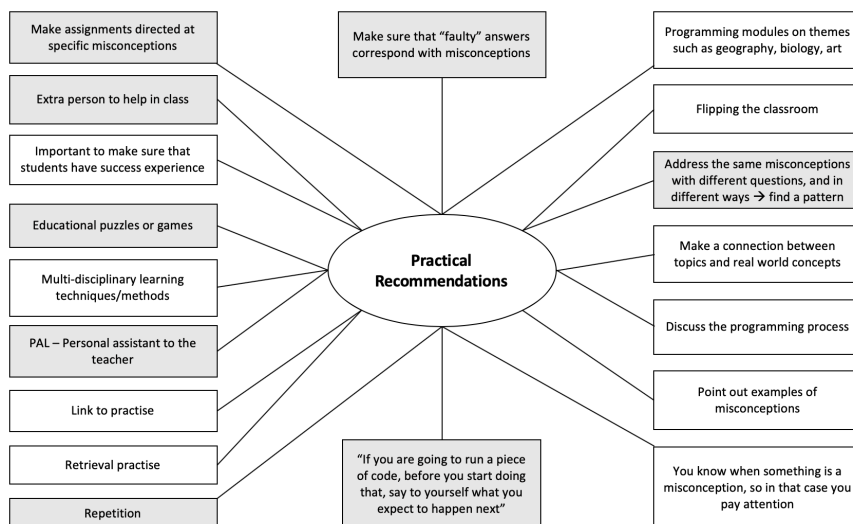 Make assignments directed at
specific misconceptions
Extra person to help in class
Important to make sure that
students have success experience
Educational puzzles or games
Multi-disciplinary learning
techniques/methods
PAL – Personal assistant to the
teacher
Link to practise
Retrieval practise
Repetition
Make sure that “faulty” answers
correspond with misconceptions
Practical
Recommendations
“If you are going to run a piece
of code, before you start doing
that, say to yourself what you
expect to happen next”
Programming modules on themes
such as geography, biology, art
Flipping the classroom
Address the same misconceptions
with different questions, and in
different ways → find a pattern
Make a connection between
topics and real world concepts
Discuss the programming process
Point out examples of
misconceptions
You know when something is a
misconception, so in that case you
pay attention